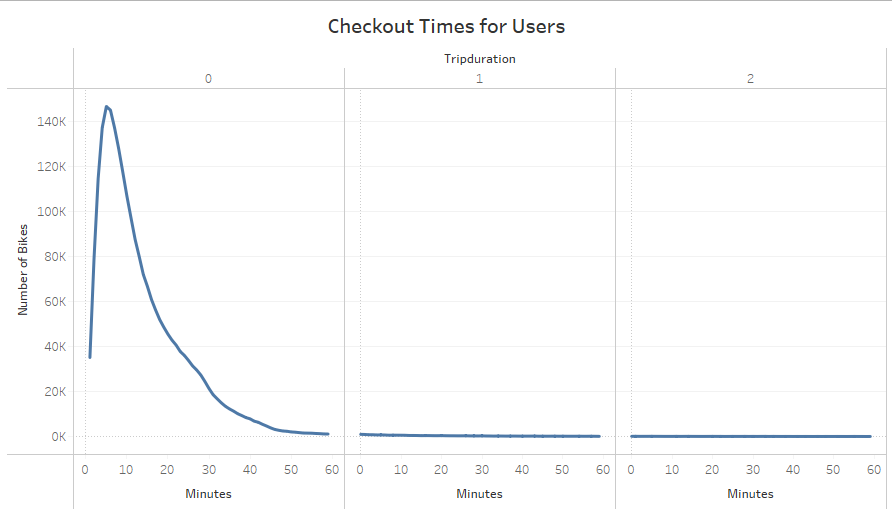 Checkout Times for Users
Tripduration
0 1 2
140K
120K
100K
80K
60K
40K
20K
0K
Number of Bikes
0 10 20 30 40 50 60 0 10 20 30 40 50 60 0 10 20 30 40 50 60
Minutes Minutes Minutes